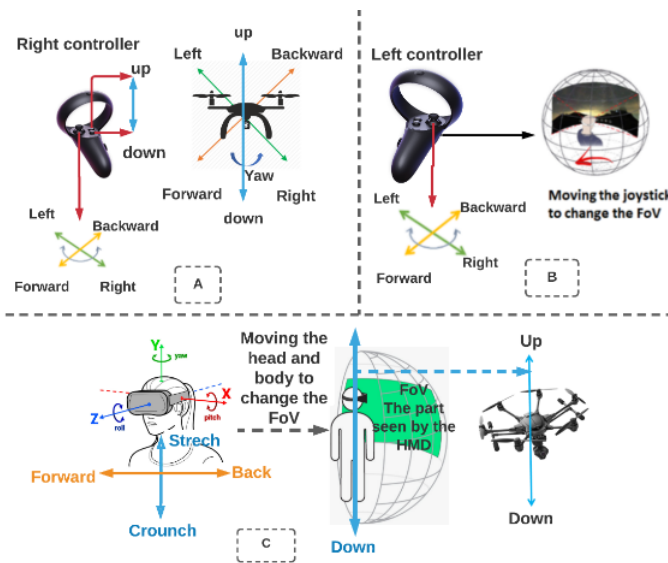 Right controller
up
down
Left
Backward
Forward
Right
up
Left
Backward
Yaw
Forward
Right
down
A
Left controller
Left
Backward
Forward
Right
Moving the joystick
to change the FoV
B
Y
yaw
X
pitch
Z
roll
Strech
Forward
Back
Crounch
Moving the
head and
body to
change the
FoV
FoV
The part
seen by the
HMD
Down
Up
Down
C